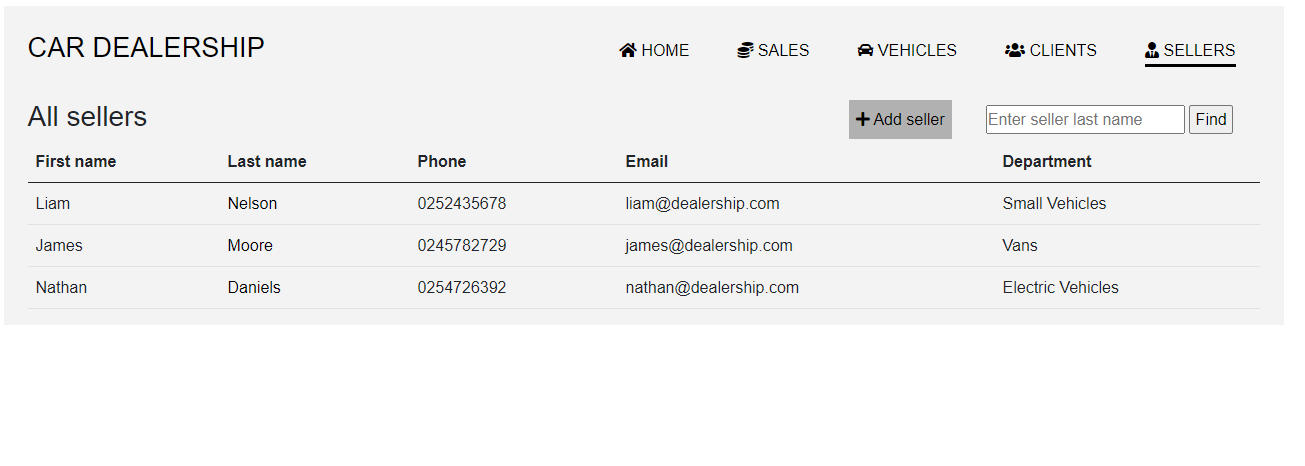 CAR DEALERSHIP HOME SALES VEHICLES CLIENTS SELLERS
All sellers Add seller Enter seller last name Find
First name Last name Phone Email Department
Liam Nelson 0252435678 liam@dealership.com Small Vehicles
James Moore 0245782729 james@dealership.com Vans
Nathan Daniels 0254726392 nathan@dealership.com Electric Vehicles